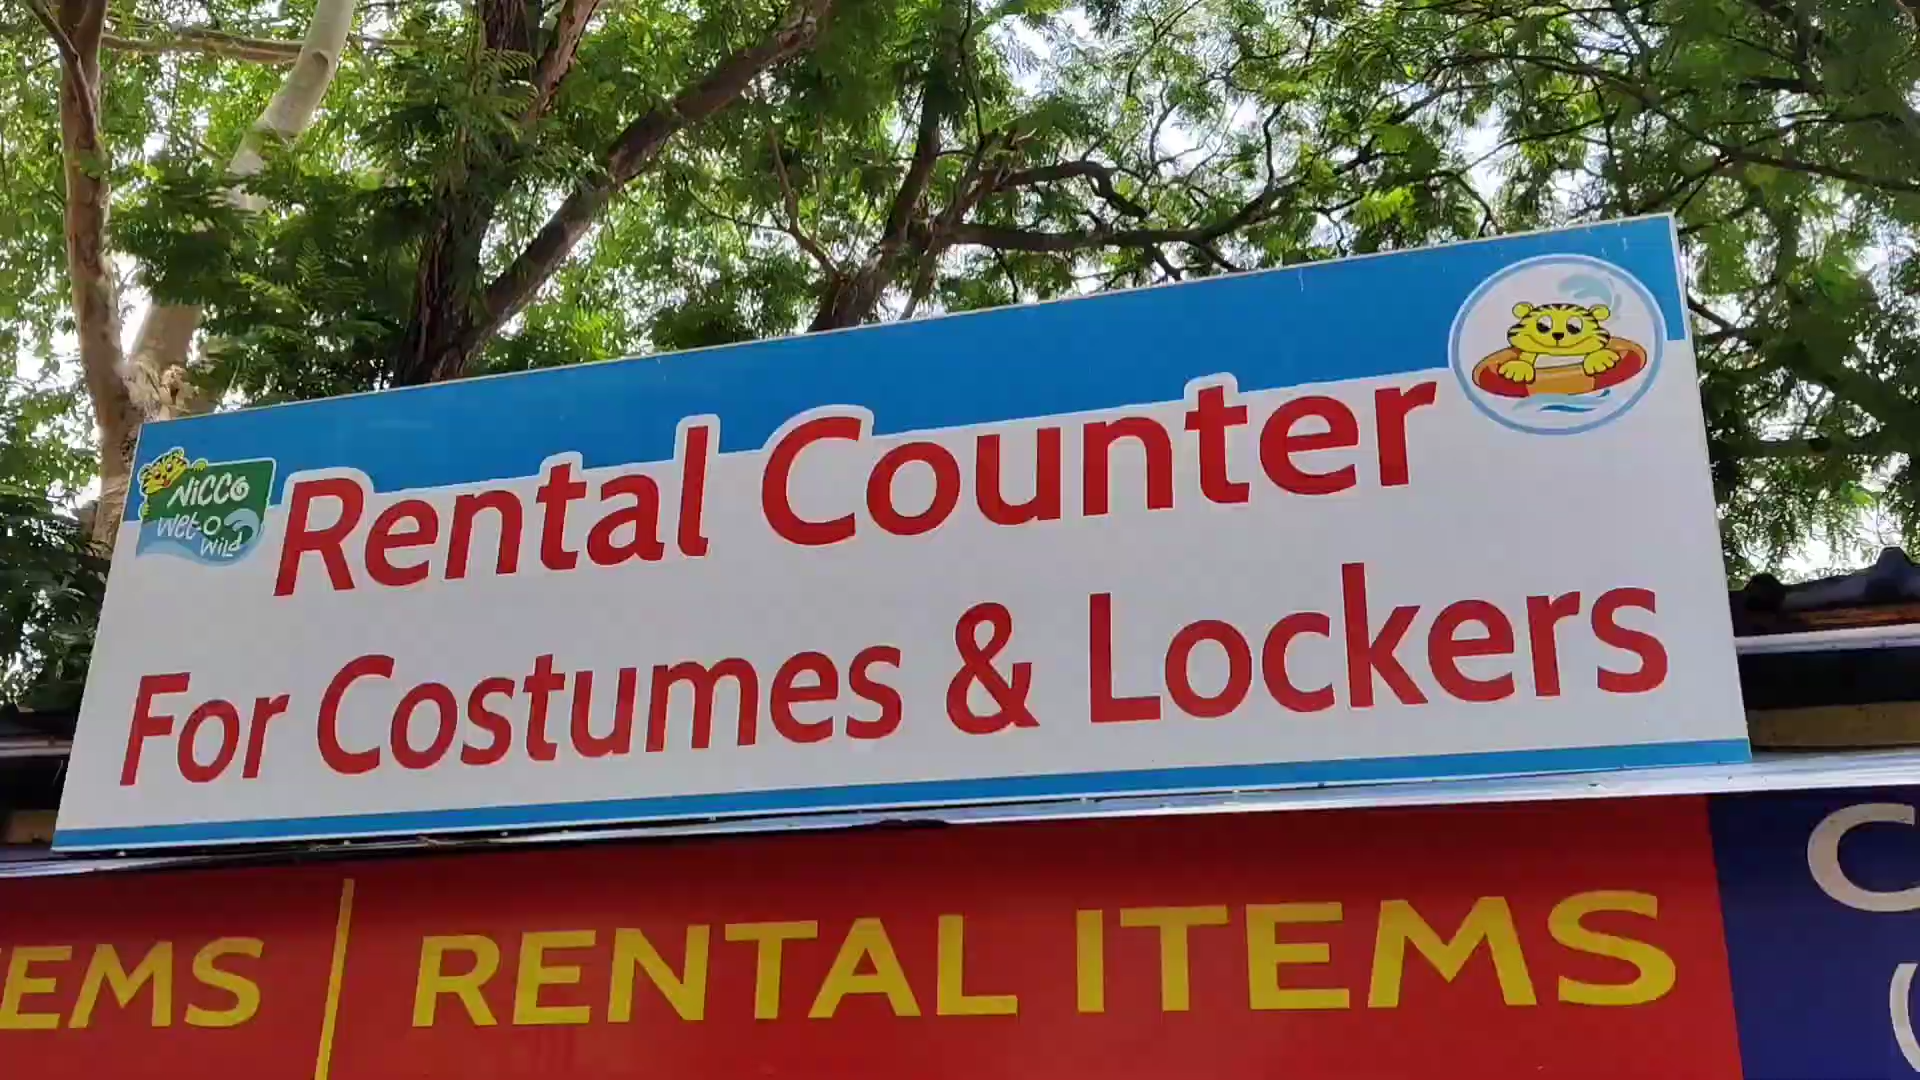 NiCCO
Wet O
Wild
Rental Counter
For Costumes & Lockers
EMS
RENTAL ITEMS